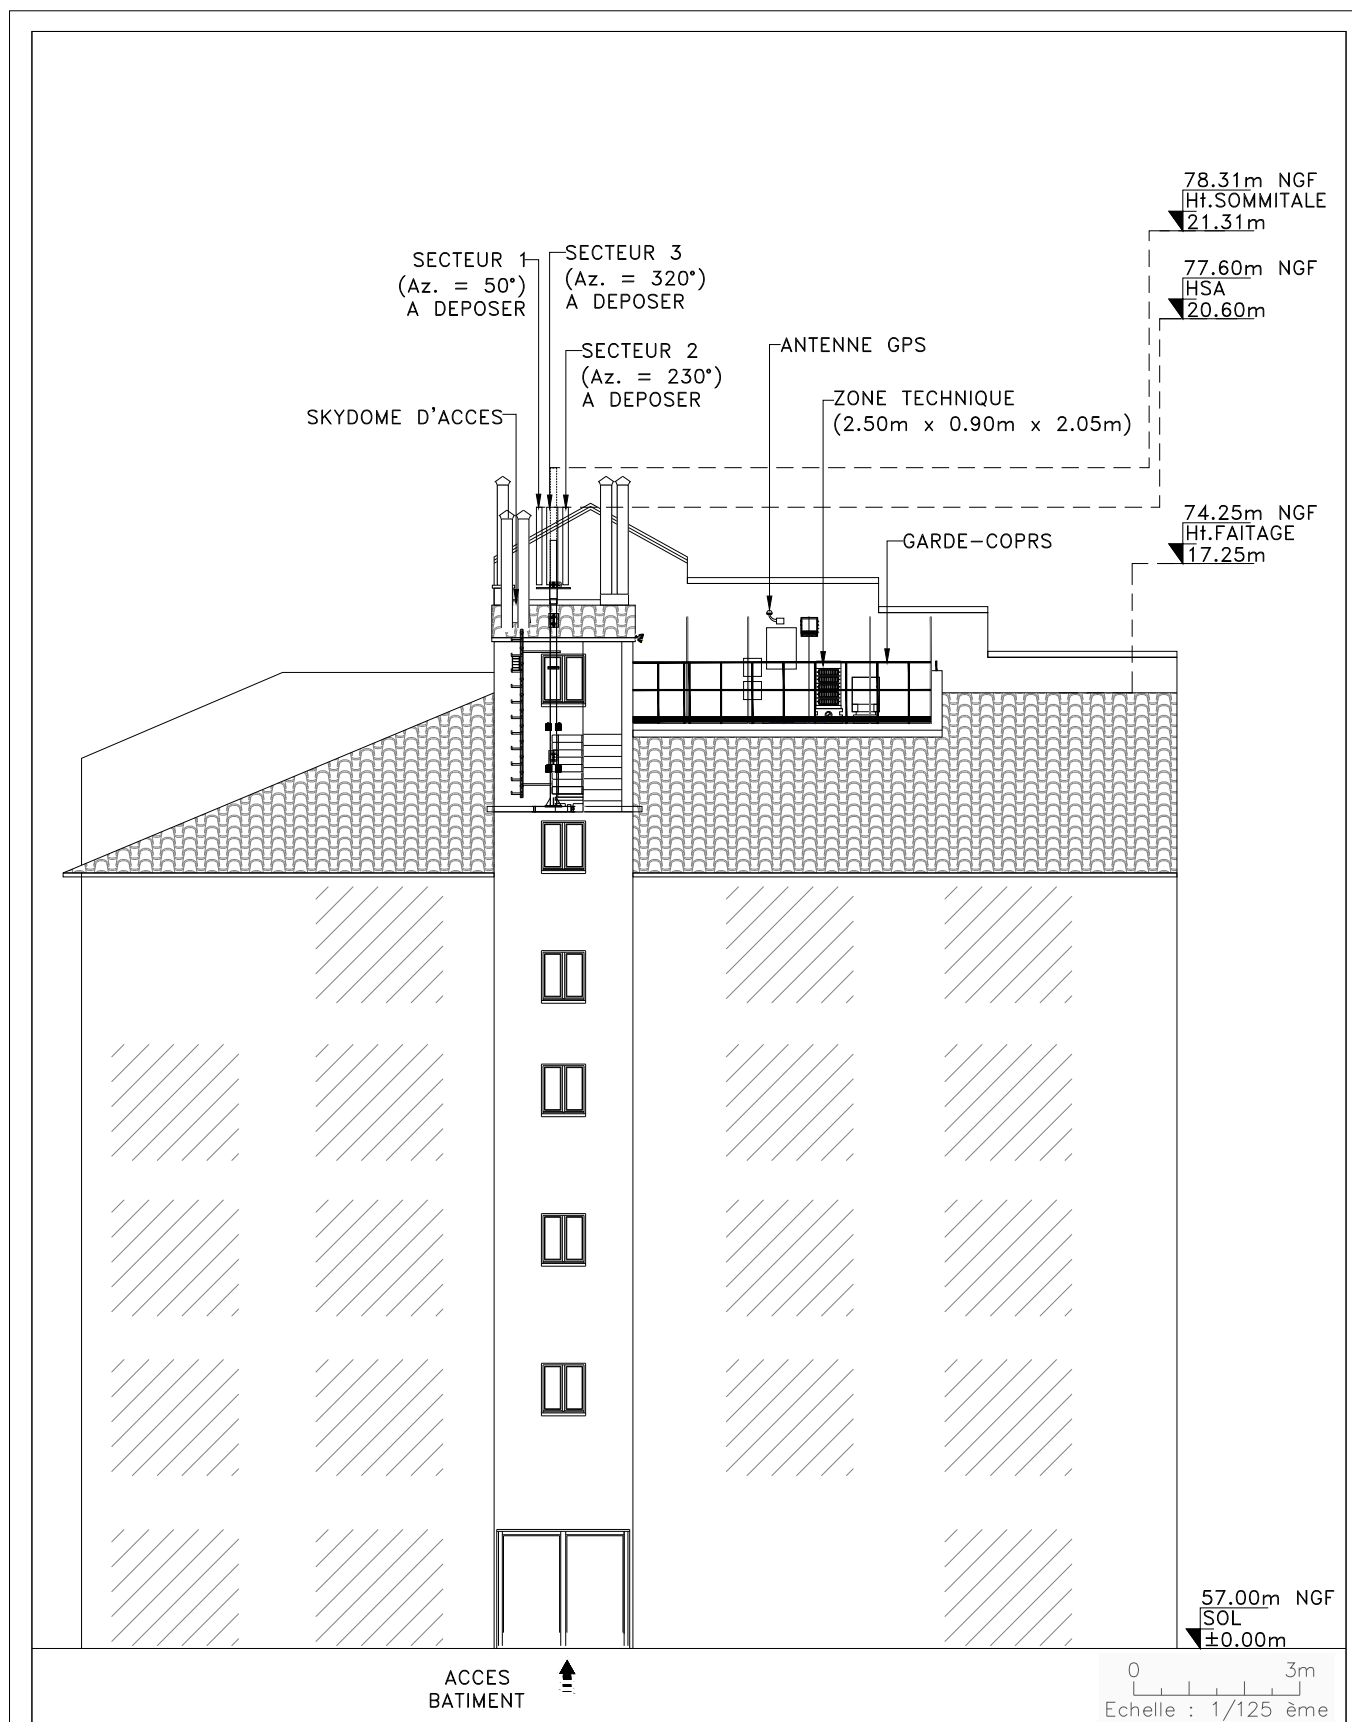 78.31m NGF
Ht.SOMMITALE
21.31m
SECTEUR 1
(Az. = 50°)
A DEPOSER
SECTEUR 3
(Az. = 320°)
A DEPOSER
77.60m NGF
HSA
20.60m
SECTEUR 2
(Az. = 230°)
A DEPOSER
ANTENNE GPS
SKYDOME D'ACCES
ZONE TECHNIQUE
(2.50m x 0.90m x 2.05m)
GARDE-COPRS
74.25m NGF
Ht.FAITAGE
17.25m
57.00m NGF
SOL
±0.00m
ACCES
BATIMENT
0 3m
Echelle : 1/125 ème